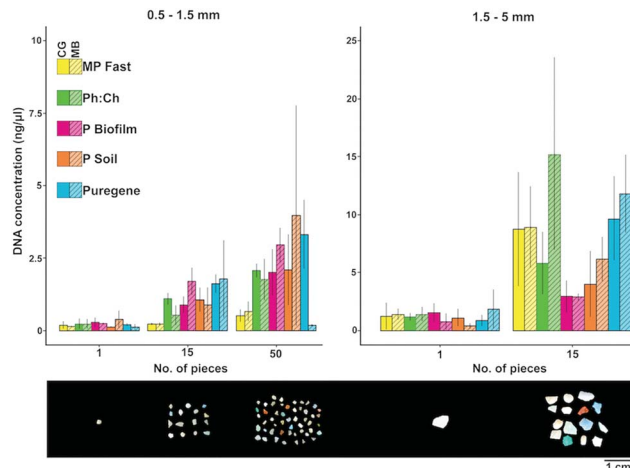 0.5 - 1.5 mm
1.5 - 5 mm
DNA concentration (ng/µl)
10
7.5
5
2.5
0
CG
MB
MP Fast
Ph:Ch
P Biofilm
P Soil
Puregene
1
15
50
No. of pieces
25
20
15
10
5
0
1
15
No. of pieces
1 cm